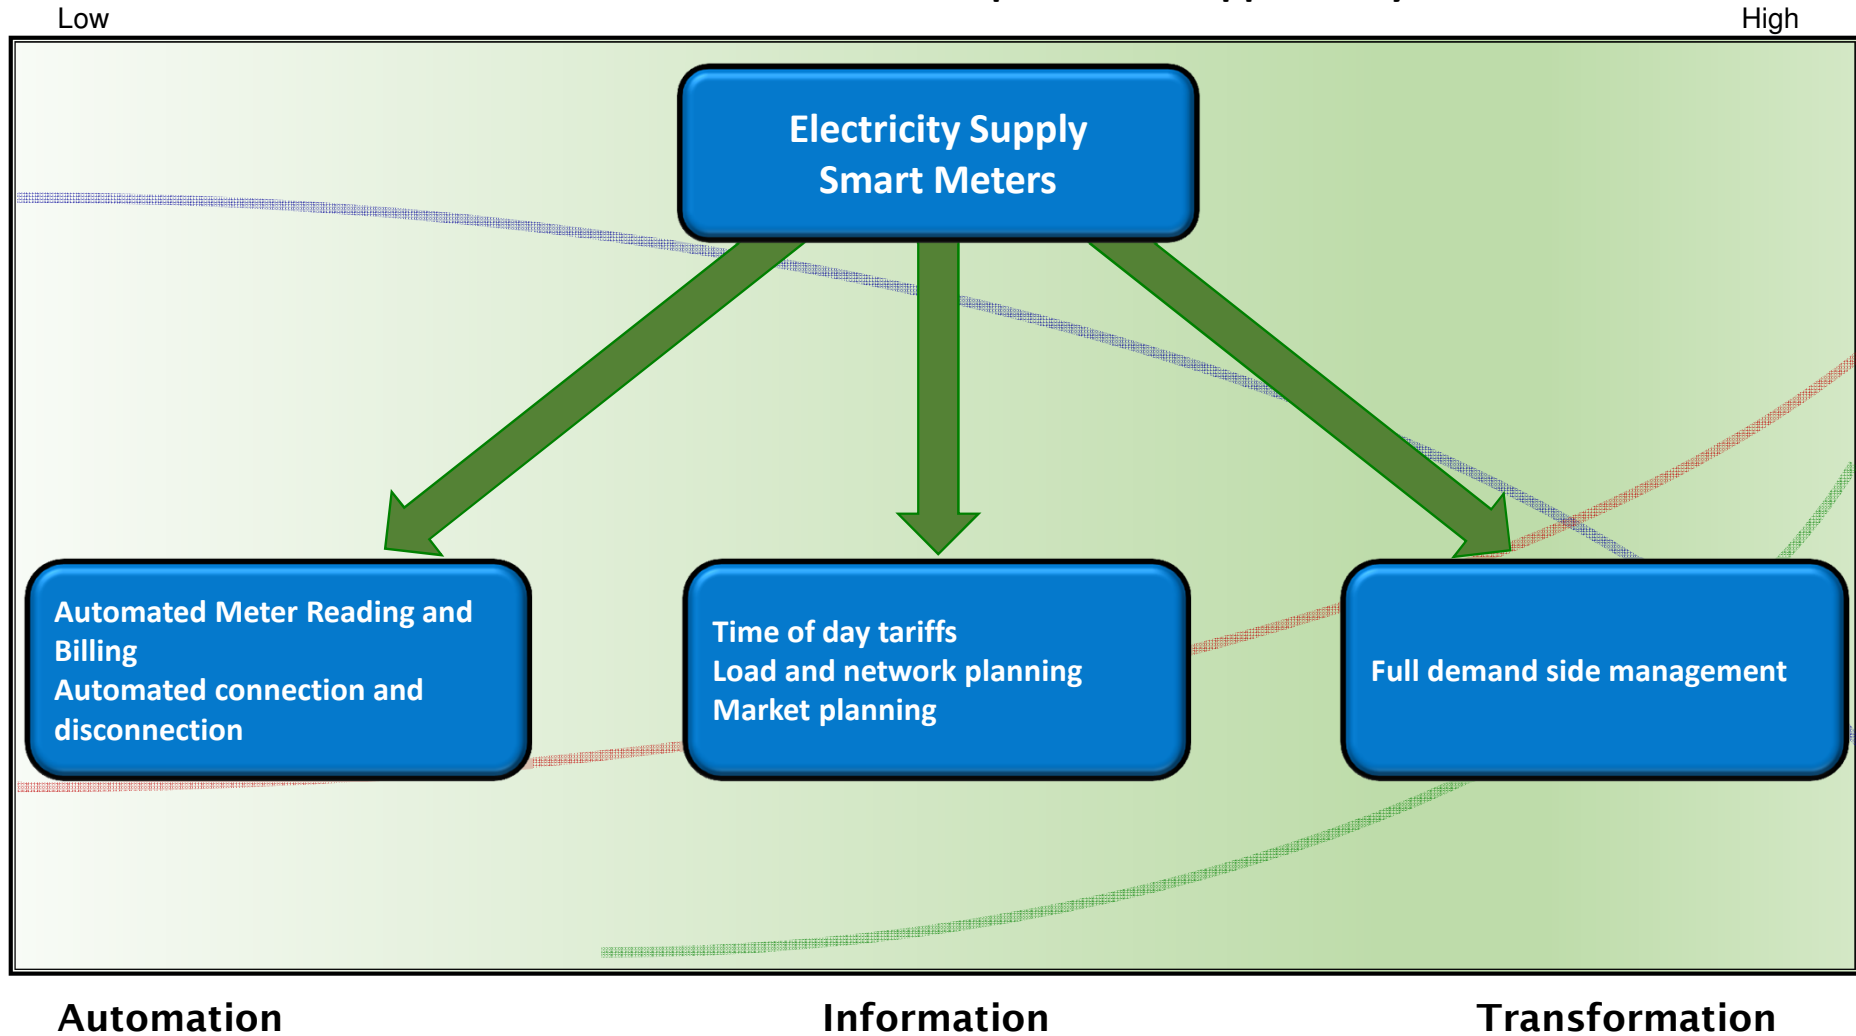 Low
High
Electricity Supply
Smart Meters
Automated Meter Reading and
Billing
Automated connection and
disconnection
Time of day tariffs
Load and network planning
Market planning
Full demand side management
Automation
Information
Transformation